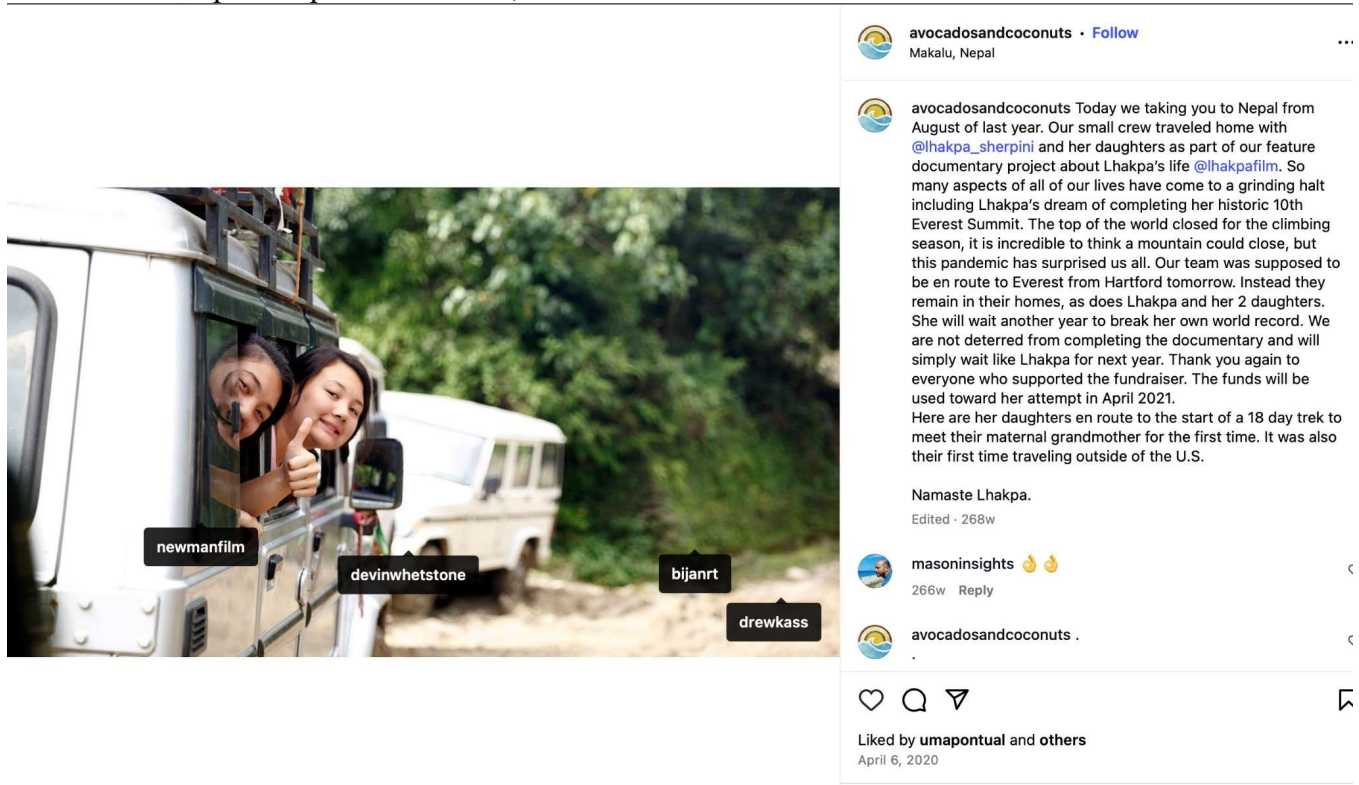 avocadosandcoconuts • Follow
Makalu, Nepal
avocadosandcoconuts Today we taking you to Nepal from
August of last year. Our small crew traveled home with
@lhakpa_sherpini and her daughters as part of our feature
documentary project about Lhakpa's life @lhakpafilm. So
many aspects of all of our lives have come to a grinding halt
including Lhakpa's dream of completing her historic 10th
Everest Summit. The top of the world closed for the climbing
season, it is incredible to think a mountain could close, but
this pandemic has surprised us all. Our team was supposed to
be en route to Everest from Hartford tomorrow. Instead they
remain in their homes, as does Lhakpa and her 2 daughters.
She will wait another year to break her own world record. We
are not deterred from completing the documentary and will
simply wait like Lhakpa for next year. Thank you again to
everyone who supported the fundraiser. The funds will be
used toward her attempt in April 2021.
Here are her daughters en route to the start of a 18 day trek to
meet their maternal grandmother for the first time. It was also
their first time traveling outside of the U.S.
Namaste Lhakpa.
Edited · 268w
masoninsights 👌👌
266w Reply
avocadosandcoconuts .
.
Liked by umapontual and others
April 6, 2020
newmanfilm
devinwhetstone
bijanrt
drewkass